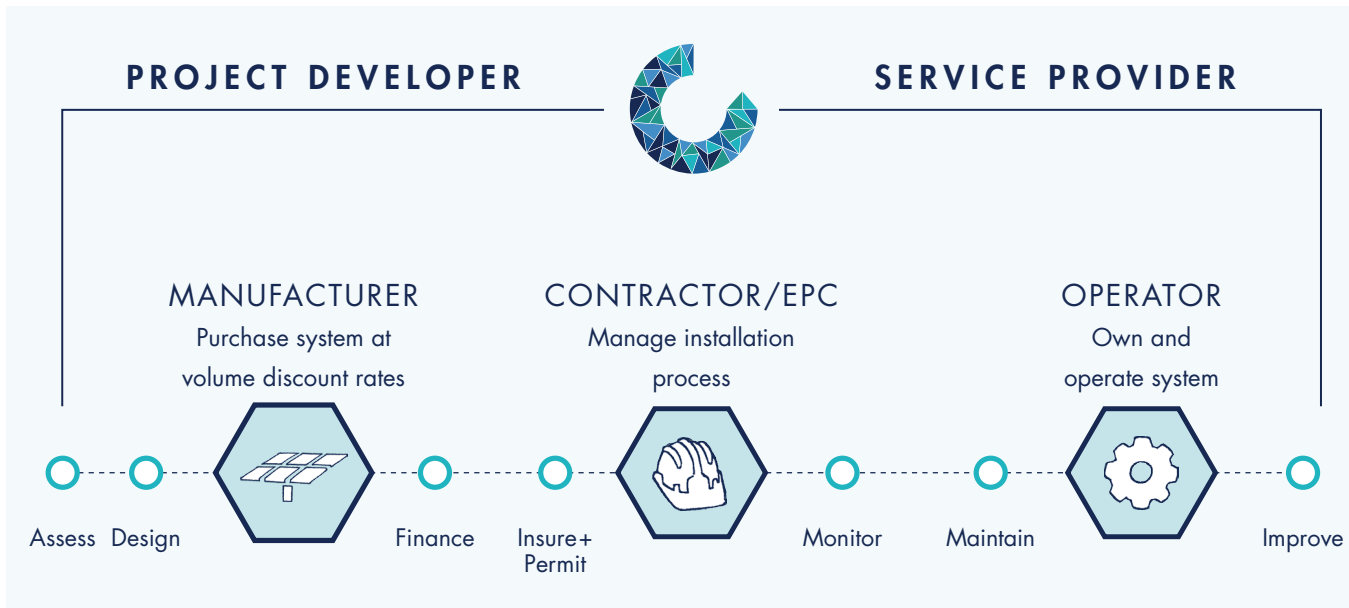 PROJECT DEVELOPER
SERVICE PROVIDER
MANUFACTURER
Purchase system at
volume discount rates
CONTRACTOR/EPC
Manage installation
process
OPERATOR
Own and
operate system
Assess
Design
Finance
Insure+
Permit
Monitor
Maintain
Improve